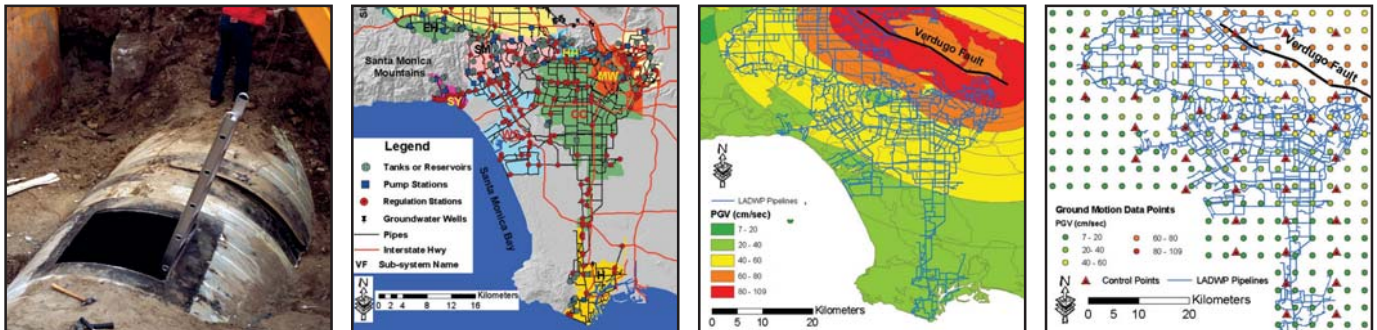 EH
SM
HH
MW
SY
CC
WS
Santa Monica
Mountains
Santa Monica Bay
Legend
Tanks or Reservoirs
Pump Stations
Regulation Stations
Groundwater Wells
Pipes
Interstate Hwy
VF Sub-system Name
N
Kilometers
0 2 4 8 12 16
Verdugo Fault
N
LADWP Pipelines
PGV (cm/sec)
7 - 20
20 - 40
40 - 60
60 - 80
80 - 109
Kilometers
0 5 10 20
Verdugo Fault
Ground Motion Data Points
PGV (cm/sec)
7 - 20
20 - 40
40 - 60
60 - 80
80 - 109
Control Points
LADWP Pipelines
N
Kilometers
0 5 10 20